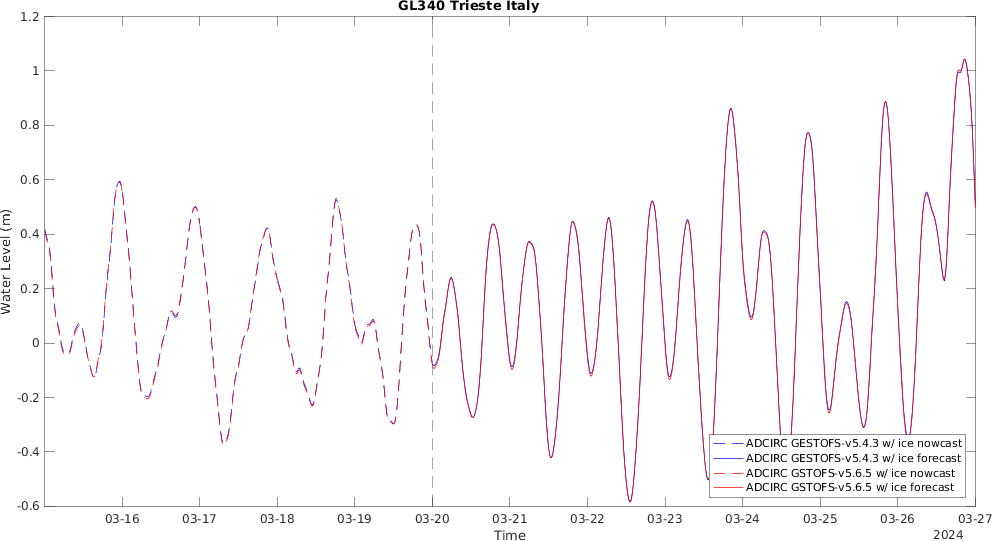 GL340 Trieste Italy
1.2
1
0.8
0.6
0.4
0.2
0
-0.2
-0.4
-0.6
Water Level (m)
ADCIRC GESTOFS-v5.4.3 w/ ice nowcast
ADCIRC GESTOFS-v5.4.3 w/ ice forecast
ADCIRC GSTOFS-v5.6.5 w/ ice nowcast
ADCIRC GSTOFS-v5.6.5 w/ ice forecast
03-16 03-17 03-18 03-19 03-20 03-21 03-22 03-23 03-24 03-25 03-26 03-27
Time
2024